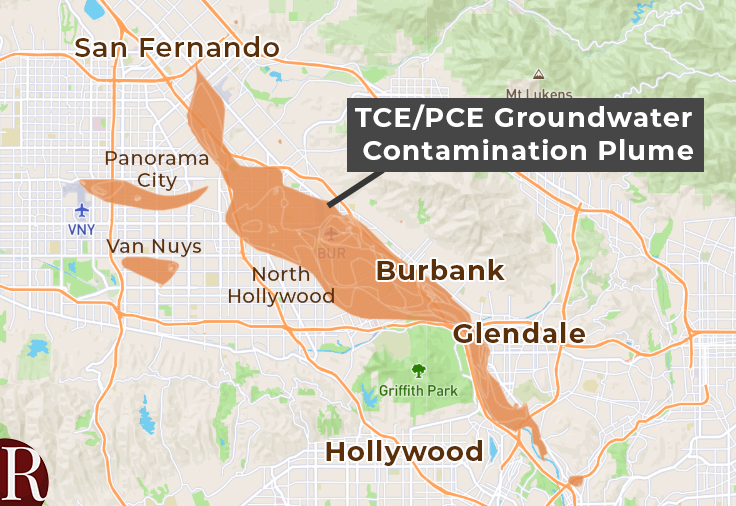 San Fernando
Mt Lukens
TCE/PCE Groundwater
Contamination Plume
Panorama
City
VNY
Van Nuys
BUR
North
Hollywood
Burbank
Glendale
Griffith Park
Hollywood
R